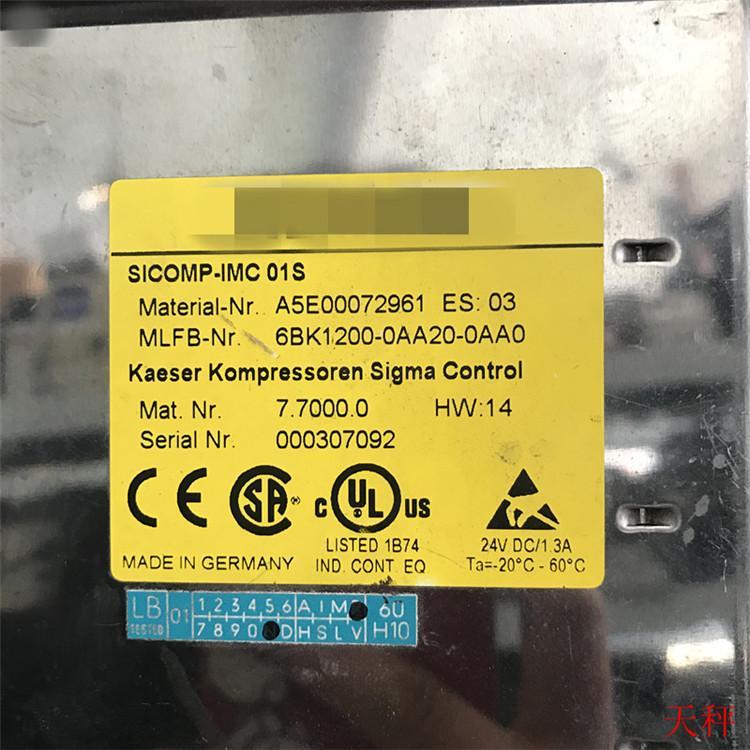 SICOMP-IMC 01S
Material-Nr. A5E00072961 ES: 03
MLFB-Nr. 6BK1200-0AA20-0AA0
Kaeser Kompressoren Sigma Control
Mat. Nr. 7.7000.0 HW:14
Serial Nr. 000307092
CE SA ® c UL US
LISTED 1B74 24V DC/1.3A
MADE IN GERMANY IND. CONT. EQ Ta=-20°C - 60°C
LB 01 1 2 3 4 5 6 A I M 6U
TESTED 7 8 9 0 D H S L V H10
天秤